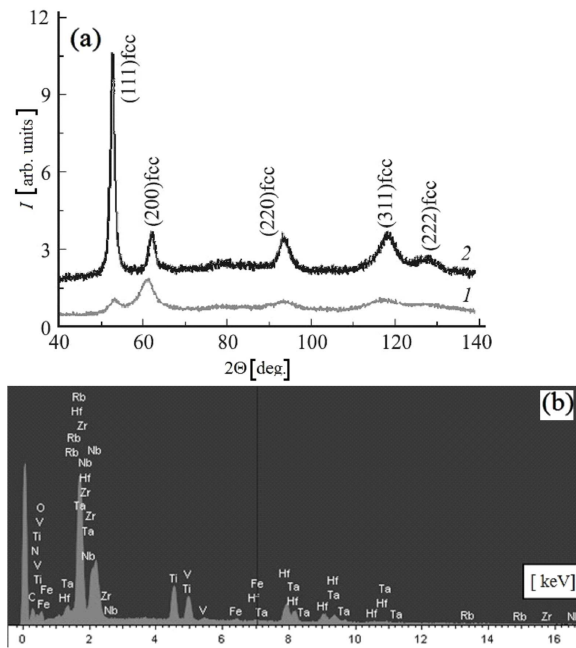 (a)
12
9
6
3
0
I [arb. units]
(111)fcc
(200)fcc
(220)fcc
(311)fcc
(222)fcc
2
1
40 60 80 100 120 140
2Θ [deg.]
(b)
Rb
Hf
Zr
Rb Nb
Rb Nb
Hf
Zr
Ta Zr
Ta
Nb
O
V
Ti
N
V
Ti
Fe
C
Fe
Ta
Hf
Zr
Nb
Ti
V
Ti
V
Fe
Fe
Ta
Hf Ta
Hf
Ta
Hf
Ta
Hf
Ta
Ta
Hf
Hf
Ta
Rb
Rb
Zr
[ keV]
0 2 4 6 8 10 12 14 16